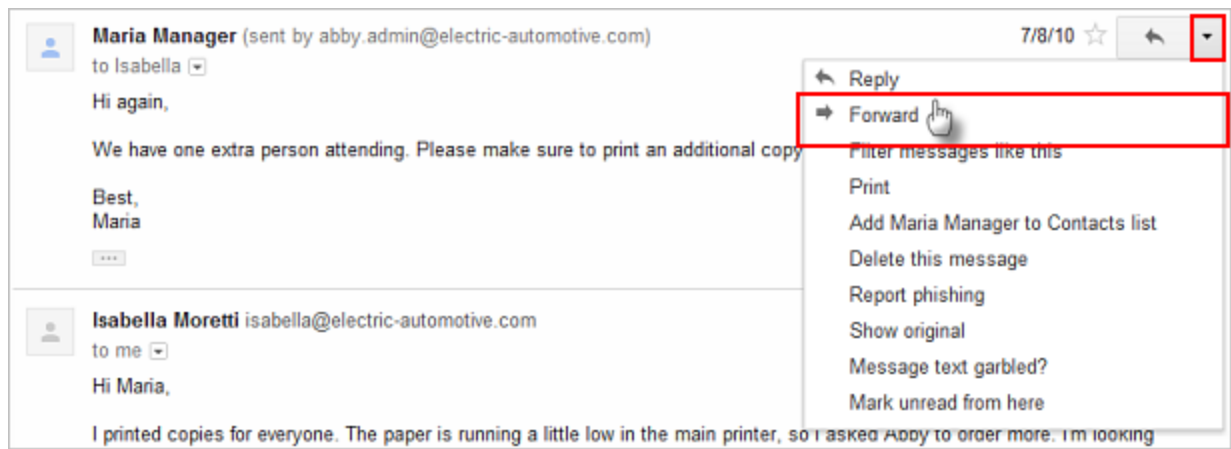 Maria Manager (sent by abby.admin@electric-automotive.com) 7/8/10
to Isabella
Hi again,
We have one extra person attending. Please make sure to print an additional copy
Best,
Maria
Reply
Forward
Filter messages like this
Print
Add Maria Manager to Contacts list
Delete this message
Report phishing
Show original
Message text garbled?
Mark unread from here
Isabella Moretti isabella@electric-automotive.com
to me
Hi Maria,
I printed copies for everyone. The paper is running a little low in the main printer, so I asked Abby to order more. I'm looking